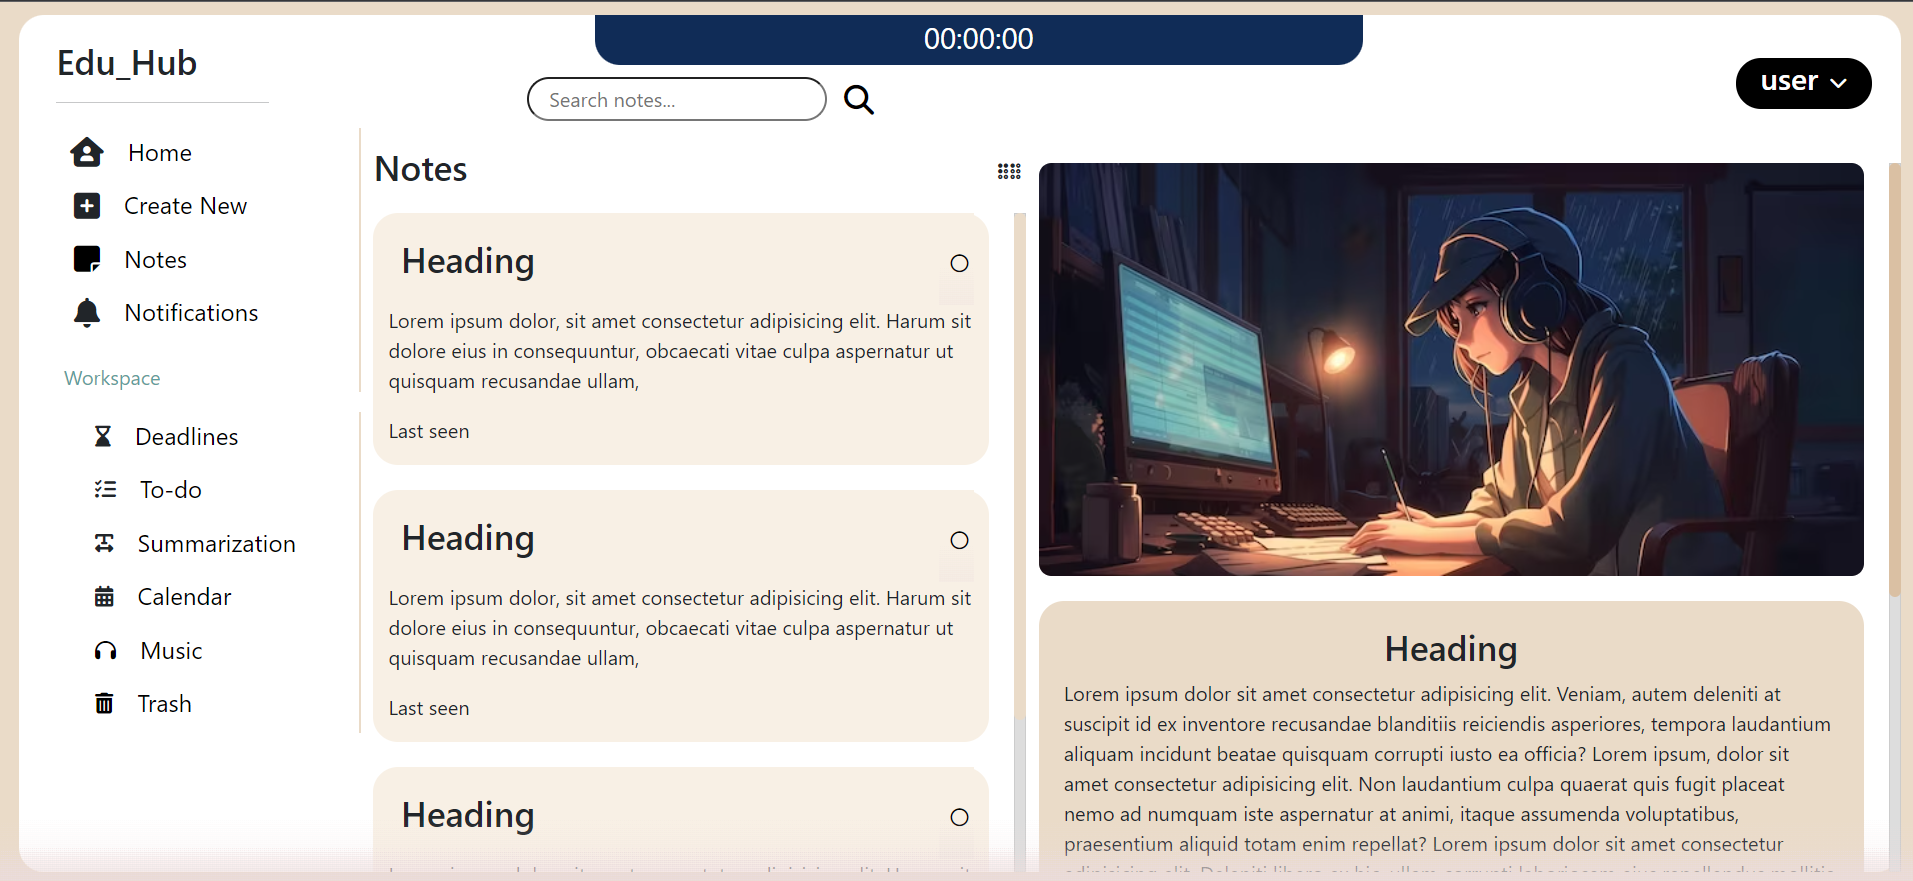 00:00:00
Edu_Hub
Search notes...
user
Home
Create New
Notes
Notifications
Workspace
Deadlines
To-do
Summarization
Calendar
Music
Trash
Notes
Heading
Lorem ipsum dolor, sit amet consectetur adipisicing elit. Harum sit
dolore eius in consequuntur, obcaecati vitae culpa aspernatur ut
quisquam recusandae ullam,
Last seen
Heading
Lorem ipsum dolor, sit amet consectetur adipisicing elit. Harum sit
dolore eius in consequuntur, obcaecati vitae culpa aspernatur ut
quisquam recusandae ullam,
Last seen
Heading
Heading
Lorem ipsum dolor sit amet consectetur adipisicing elit. Veniam, autem deleniti at
suscipit id ex inventore recusandae blanditiis reiciendis asperiores, tempora laudantium
aliquam incidunt beatae quisquam corrupti iusto ea officia? Lorem ipsum, dolor sit
amet consectetur adipisicing elit. Non laudantium culpa quaerat quis fugit placeat
nemo ad numquam iste aspernatur at animi, itaque assumenda voluptatibus,
praesentium aliquid totam enim repellat? Lorem ipsum dolor sit amet consectetur